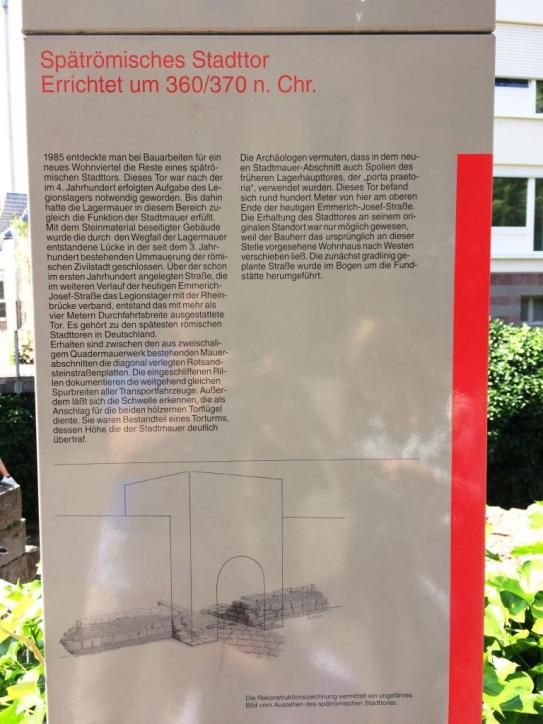 Spätrömisches Stadttor
Errichtet um 360/370 n. Chr.
1985 entdeckte man bei Bauarbeiten für ein
neues Wohnviertel die Reste eines spätrö-
mischen Stadttors. Dieses Tor war nach der
im 4. Jahrhundert erfolgten Aufgabe des Le-
gionslagers notwendig geworden. Bis dahin
hatte die Lagermauer in diesem Bereich zu-
gleich die Funktion der Stadtmauer erfüllt.
Mit dem Steinmaterial beseitigter Gebäude
wurde die durch den Wegfall der Lagermauer
entstandene Lücke in der seit dem 3. Jahr-
hundert bestehenden Ummauerung der römi-
schen Zivilstadt geschlossen. Über der schon
im ersten Jahrhundert angelegten Straße, die
im weiteren Verlauf der heutigen Emmerich-
Josef-Straße das Legionslager mit der Rhein-
brücke verband, entstand das mit mehr als
vier Metern Durchfahrtsbreite ausgestattete
Tor. Es gehört zu den spätesten römischen
Stadttoren in Deutschland.
Erhalten sind zwischen den aus zweischali-
gem Quadermauerwerk bestehenden Mauer-
abschnitten die diagonal verlegten Rotsand-
steinstraßenplatten. Die eingeschliffenen Ril-
len dokumentieren die weitgehend gleichen
Spurbreiten aller Transportfahrzeuge. Außer-
dem läßt sich die Schwelle erkennen, die als
Anschlag für die beiden hölzernen Torflügel
diente. Sie waren Bestandteil eines Torturms,
dessen Höhe die der Stadtmauer deutlich
übertraf.
Die Archäologen vermuten, dass in dem neu-
en Stadtmauer-Abschnitt auch Spolien des
früheren Lagerhaupttores, der „porta praeto-
ria“, verwendet wurden. Dieses Tor befand
sich rund hundert Meter von hier am oberen
Ende der heutigen Emmerich-Josef-Straße.
Die Erhaltung des Stadttores an seinem ori-
ginalen Standort war nur möglich gewesen,
weil der Bauherr das ursprünglich an dieser
Stelle vorgesehene Wohnhaus nach Westen
verschieben ließ. Die zunächst gradlinig ge-
plante Straße wurde im Bogen um die Fund-
stätte herumgeführt.
Die Rekonstruktionszeichnung vermittelt ein ungefähres
Bild vom Aussehen des spätrömischen Stadttores.